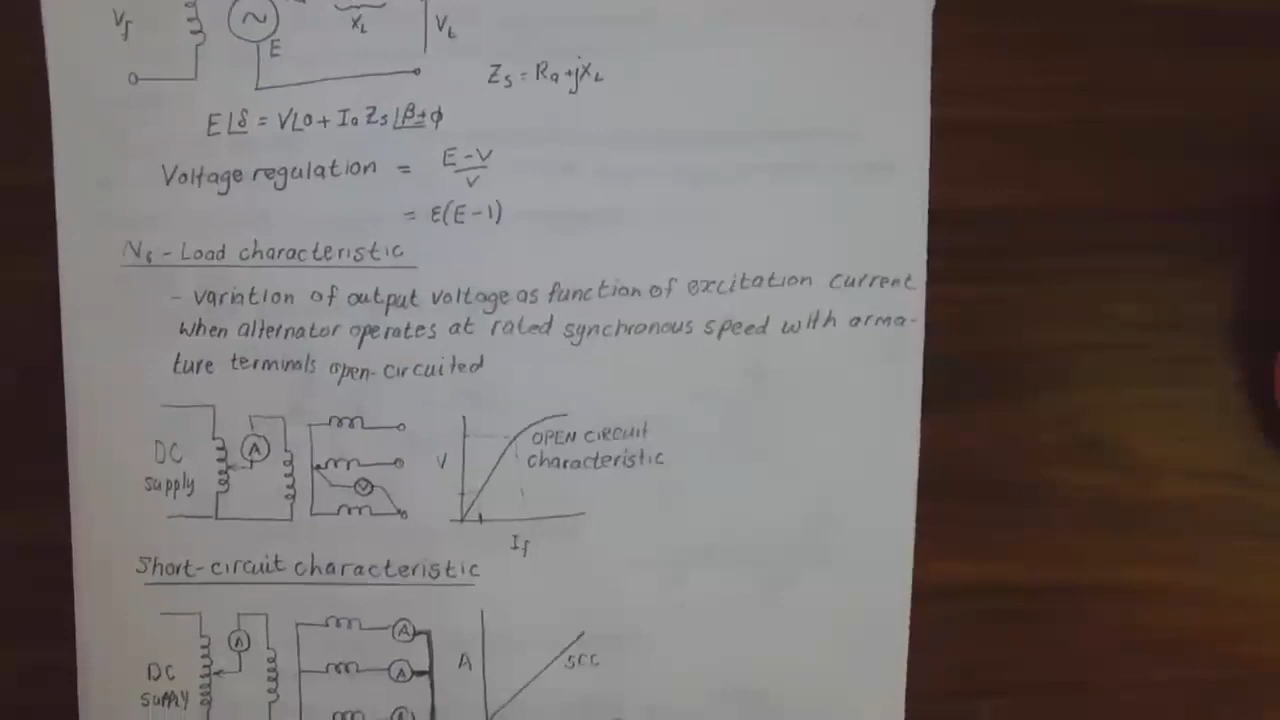 Vf
XL
VL
E
Zs = Ra+jXL
E∠δ = V∠0 + Ia Zs ∠β±φ
Voltage regulation = E-V / V
= ε(E-1)
- Load characteristic
- variation of output voltage as function of excitation current
when alternator operates at rated synchronous speed with arma-
ture terminals open-circuited
DC
supply
A
V
V
OPEN CIRCUIT
characteristic
If
Short-circuit characteristic
DC
SUPPLY
A
A
A
A
SCC